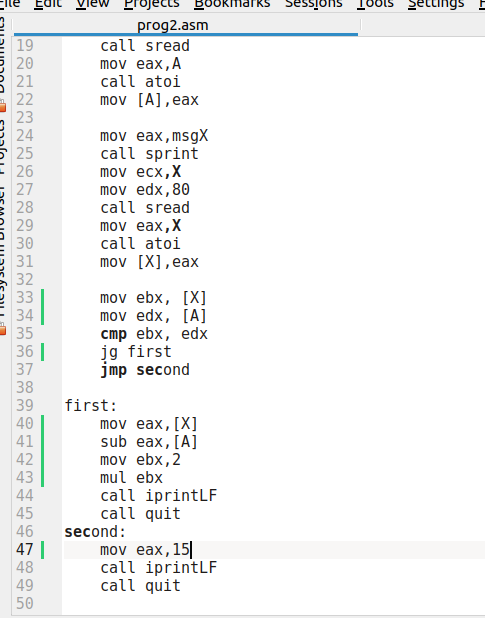 File Edit View Projects Bookmarks Sessions Tools Settings
prog2.asm
Documents
Projects
Filesystem Browser
19 call sread
20 mov eax,A
21 call atoi
22 mov [A],eax
23
24 mov eax,msgX
25 call sprint
26 mov ecx,X
27 mov edx,80
28 call sread
29 mov eax,X
30 call atoi
31 mov [X],eax
32
33 mov ebx, [X]
34 mov edx, [A]
35 cmp ebx, edx
36 jg first
37 jmp second
38
39 first:
40 mov eax,[X]
41 sub eax,[A]
42 mov ebx,2
43 mul ebx
44 call iprintLF
45 call quit
46 second:
47 mov eax,15
48 call iprintLF
49 call quit
50